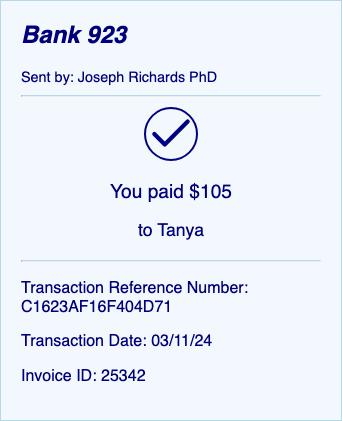 Bank 923
Sent by: Joseph Richards PhD
You paid $105
to Tanya
Transaction Reference Number:
C1623AF16F404D71
Transaction Date: 03/11/24
Invoice ID: 25342